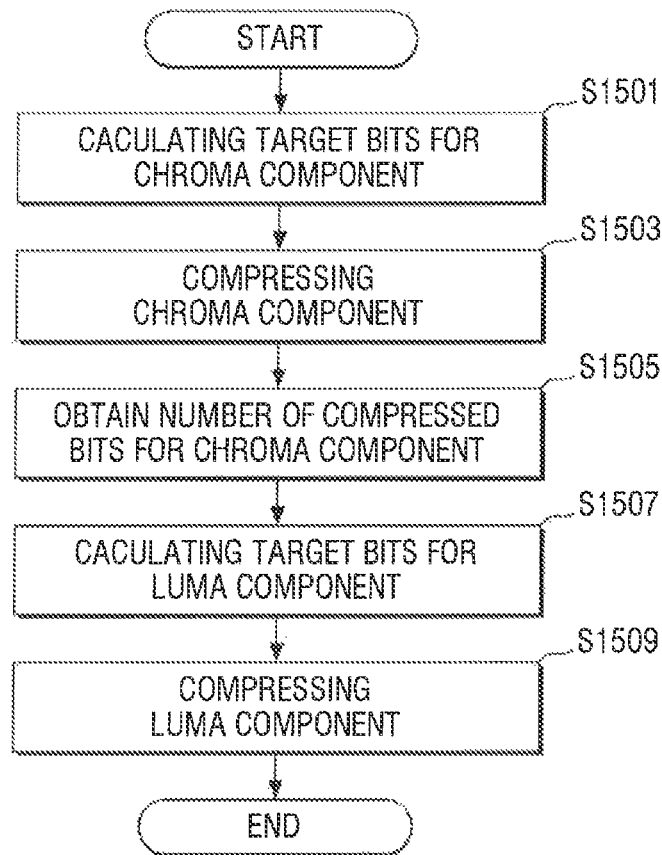 START
S1501
CACULATING TARGET BITS FOR
CHROMA COMPONENT
S1503
COMPRESSING
CHROMA COMPONENT
S1505
OBTAIN NUMBER OF COMPRESSED
BITS FOR CHROMA COMPONENT
S1507
CACULATING TARGET BITS FOR
LUMA COMPONENT
S1509
COMPRESSING
LUMA COMPONENT
END